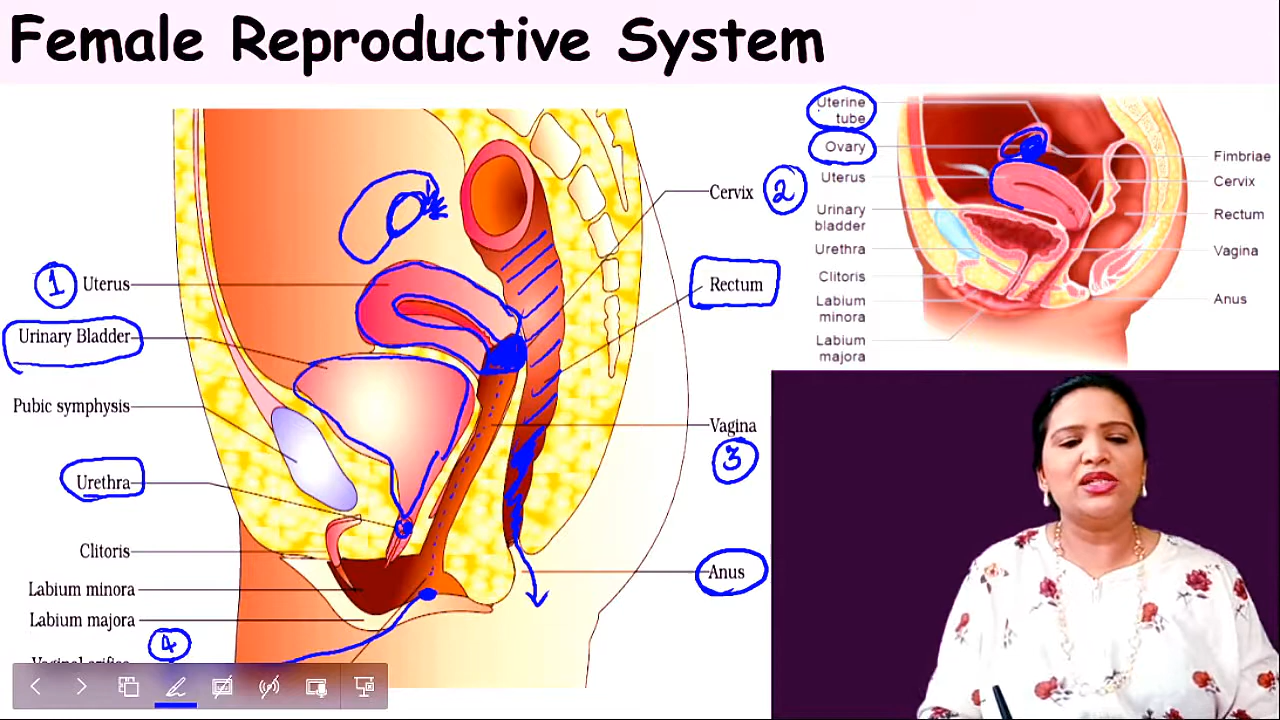 Female Reproductive System
Cervix
2
1
Uterus
Rectum
Urinary Bladder
Pubic symphysis
Vagina
3
Urethra
Clitoris
Anus
Labium minora
Labium majora
4
Vaginal orifice
Uterine
tube
Ovary
Uterus
Urinary
bladder
Urethra
Clitoris
Labium
minora
Labium
majora
Fimbriae
Cervix
Rectum
Vagina
Anus